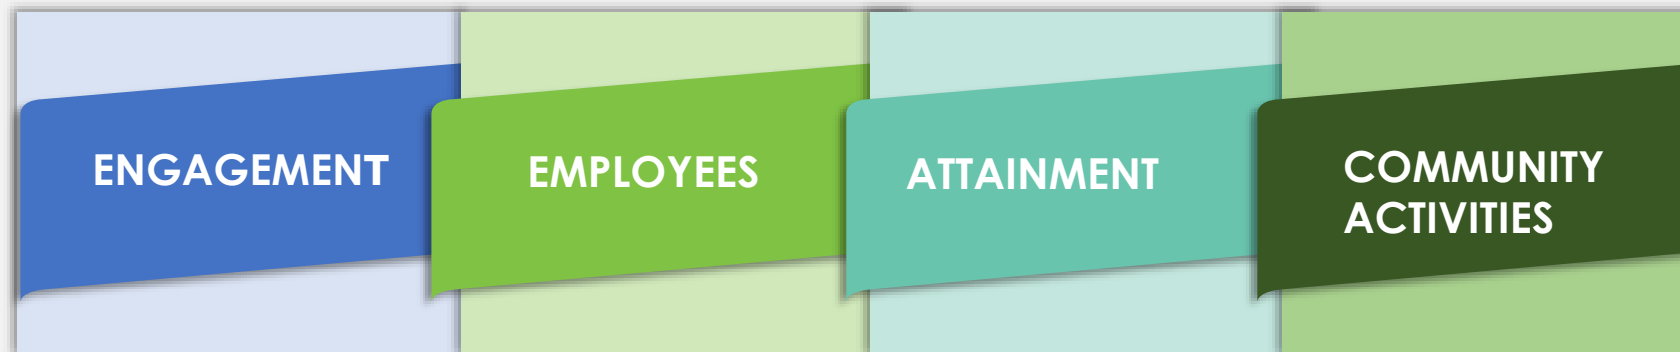 ENGAGEMENT
EMPLOYEES
ATTAINMENT
COMMUNITY
ACTIVITIES